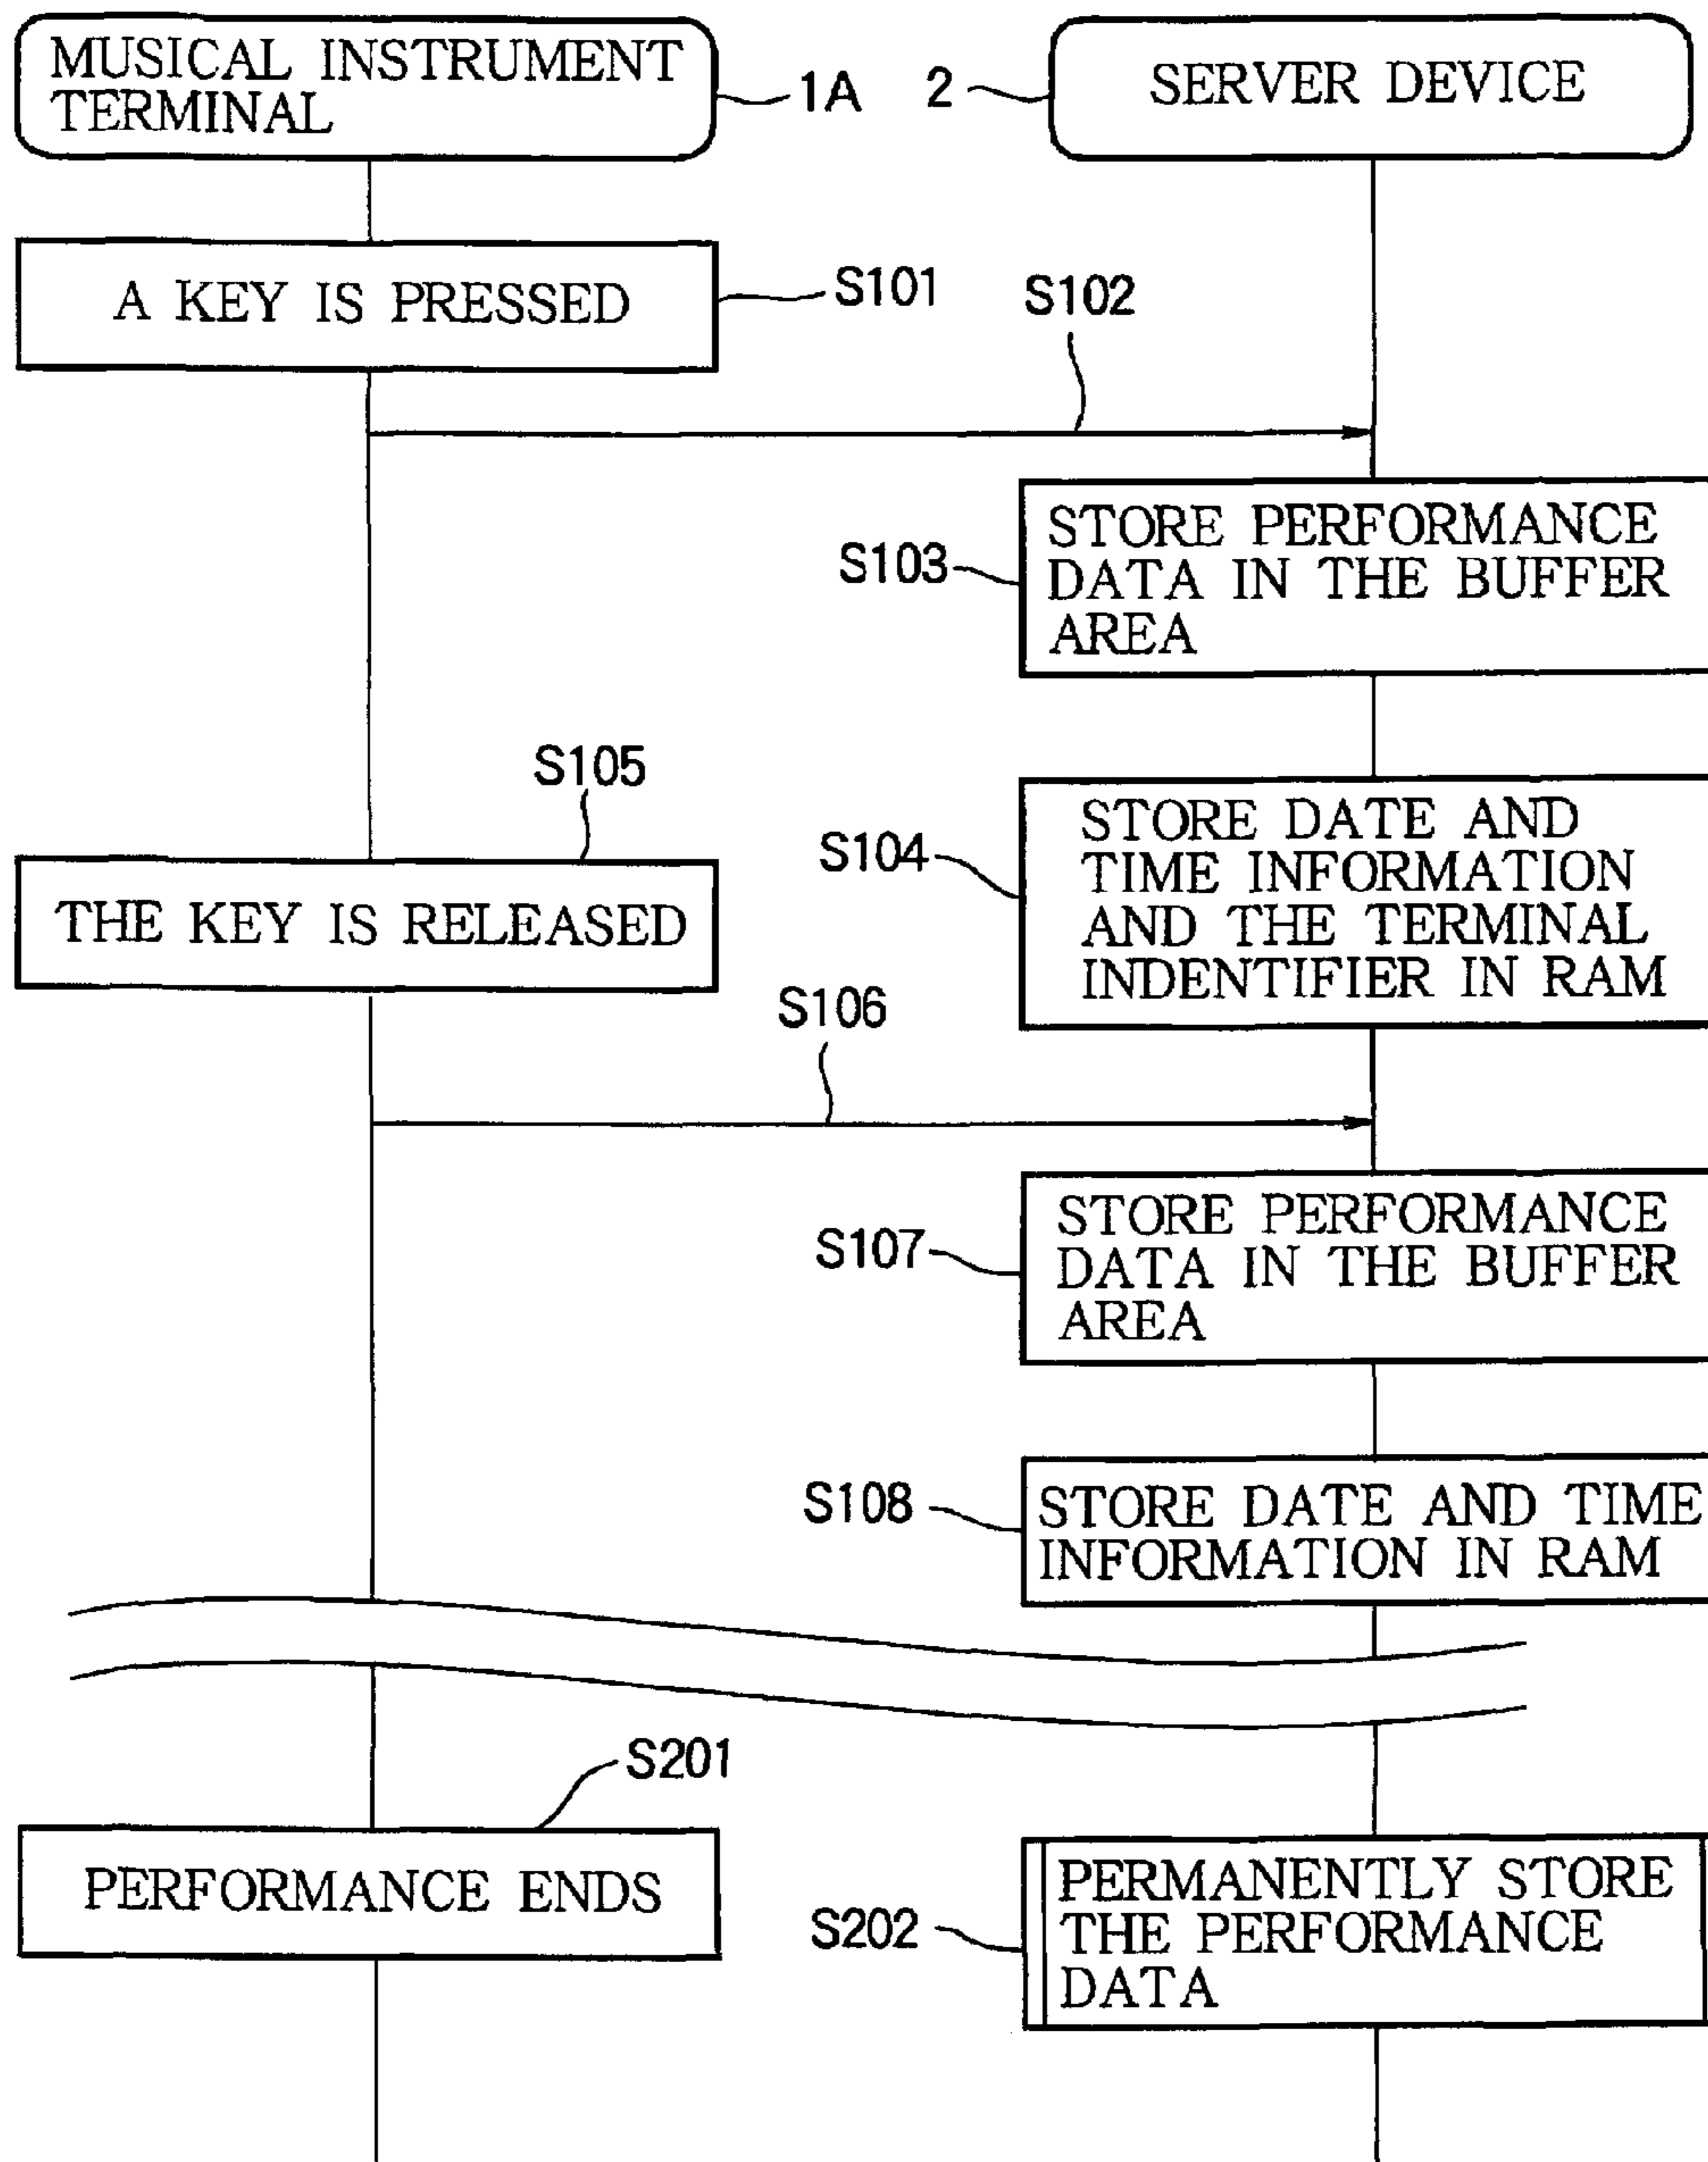 MUSICAL INSTRUMENT
TERMINAL
1A
2
SERVER DEVICE
A KEY IS PRESSED
S101
S102
S103
STORE PERFORMANCE
DATA IN THE BUFFER
AREA
S105
S104
STORE DATE AND
TIME INFORMATION
AND THE TERMINAL
INDENTIFIER IN RAM
THE KEY IS RELEASED
S106
S107
STORE PERFORMANCE
DATA IN THE BUFFER
AREA
S108
STORE DATE AND TIME
INFORMATION IN RAM
S201
PERFORMANCE ENDS
S202
PERMANENTLY STORE
THE PERFORMANCE
DATA